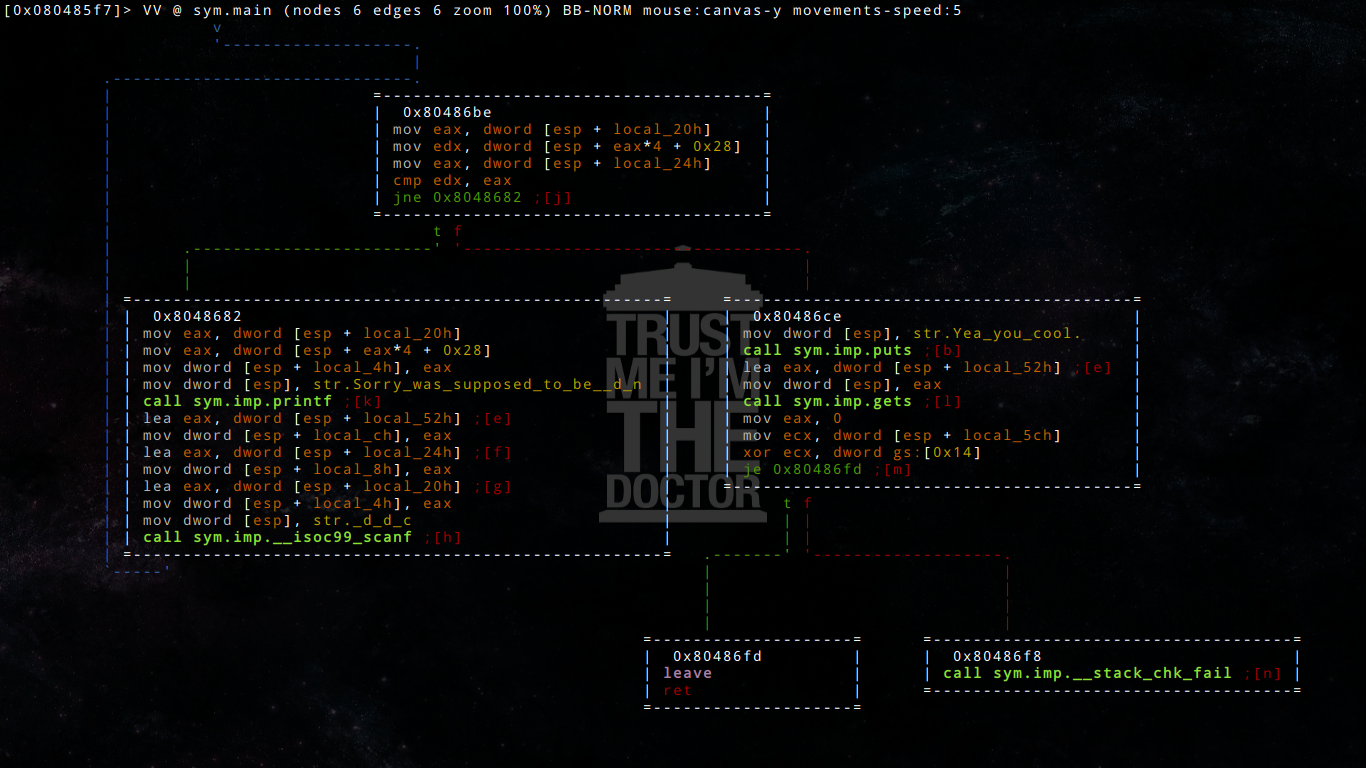 [0x080485f7]> VV @ sym.main (nodes 6 edges 6 zoom 100%) BB-NORM mouse:canvas-y movements-speed:5
v
0x80486be
mov eax, dword [esp + local_20h]
mov edx, dword [esp + eax*4 + 0x28]
mov eax, dword [esp + local_24h]
cmp edx, eax
jne 0x8048682 ;[j]
t f
0x8048682
mov eax, dword [esp + local_20h]
mov eax, dword [esp + eax*4 + 0x28]
mov dword [esp + local_4h], eax
mov dword [esp], str.Sorry_was_supposed_to_be__d_n
call sym.imp.printf ;[k]
lea eax, dword [esp + local_52h] ;[e]
mov dword [esp + local_ch], eax
lea eax, dword [esp + local_24h] ;[f]
mov dword [esp + local_8h], eax
lea eax, dword [esp + local_20h] ;[g]
mov dword [esp + local_4h], eax
mov dword [esp], str._d_d_c
call sym.imp.__isoc99_scanf ;[h]
0x80486ce
mov dword [esp], str.Yea_you_cool.
call sym.imp.puts ;[b]
lea eax, dword [esp + local_52h] ;[e]
mov dword [esp], eax
call sym.imp.gets ;[l]
mov eax, 0
mov ecx, dword [esp + local_5ch]
xor ecx, dword gs:[0x14]
je 0x80486fd ;[m]
t f
TRUST
ME I'M
THE
DOCTOR
0x80486fd
leave
ret
0x80486f8
call sym.imp.__stack_chk_fail ;[n]